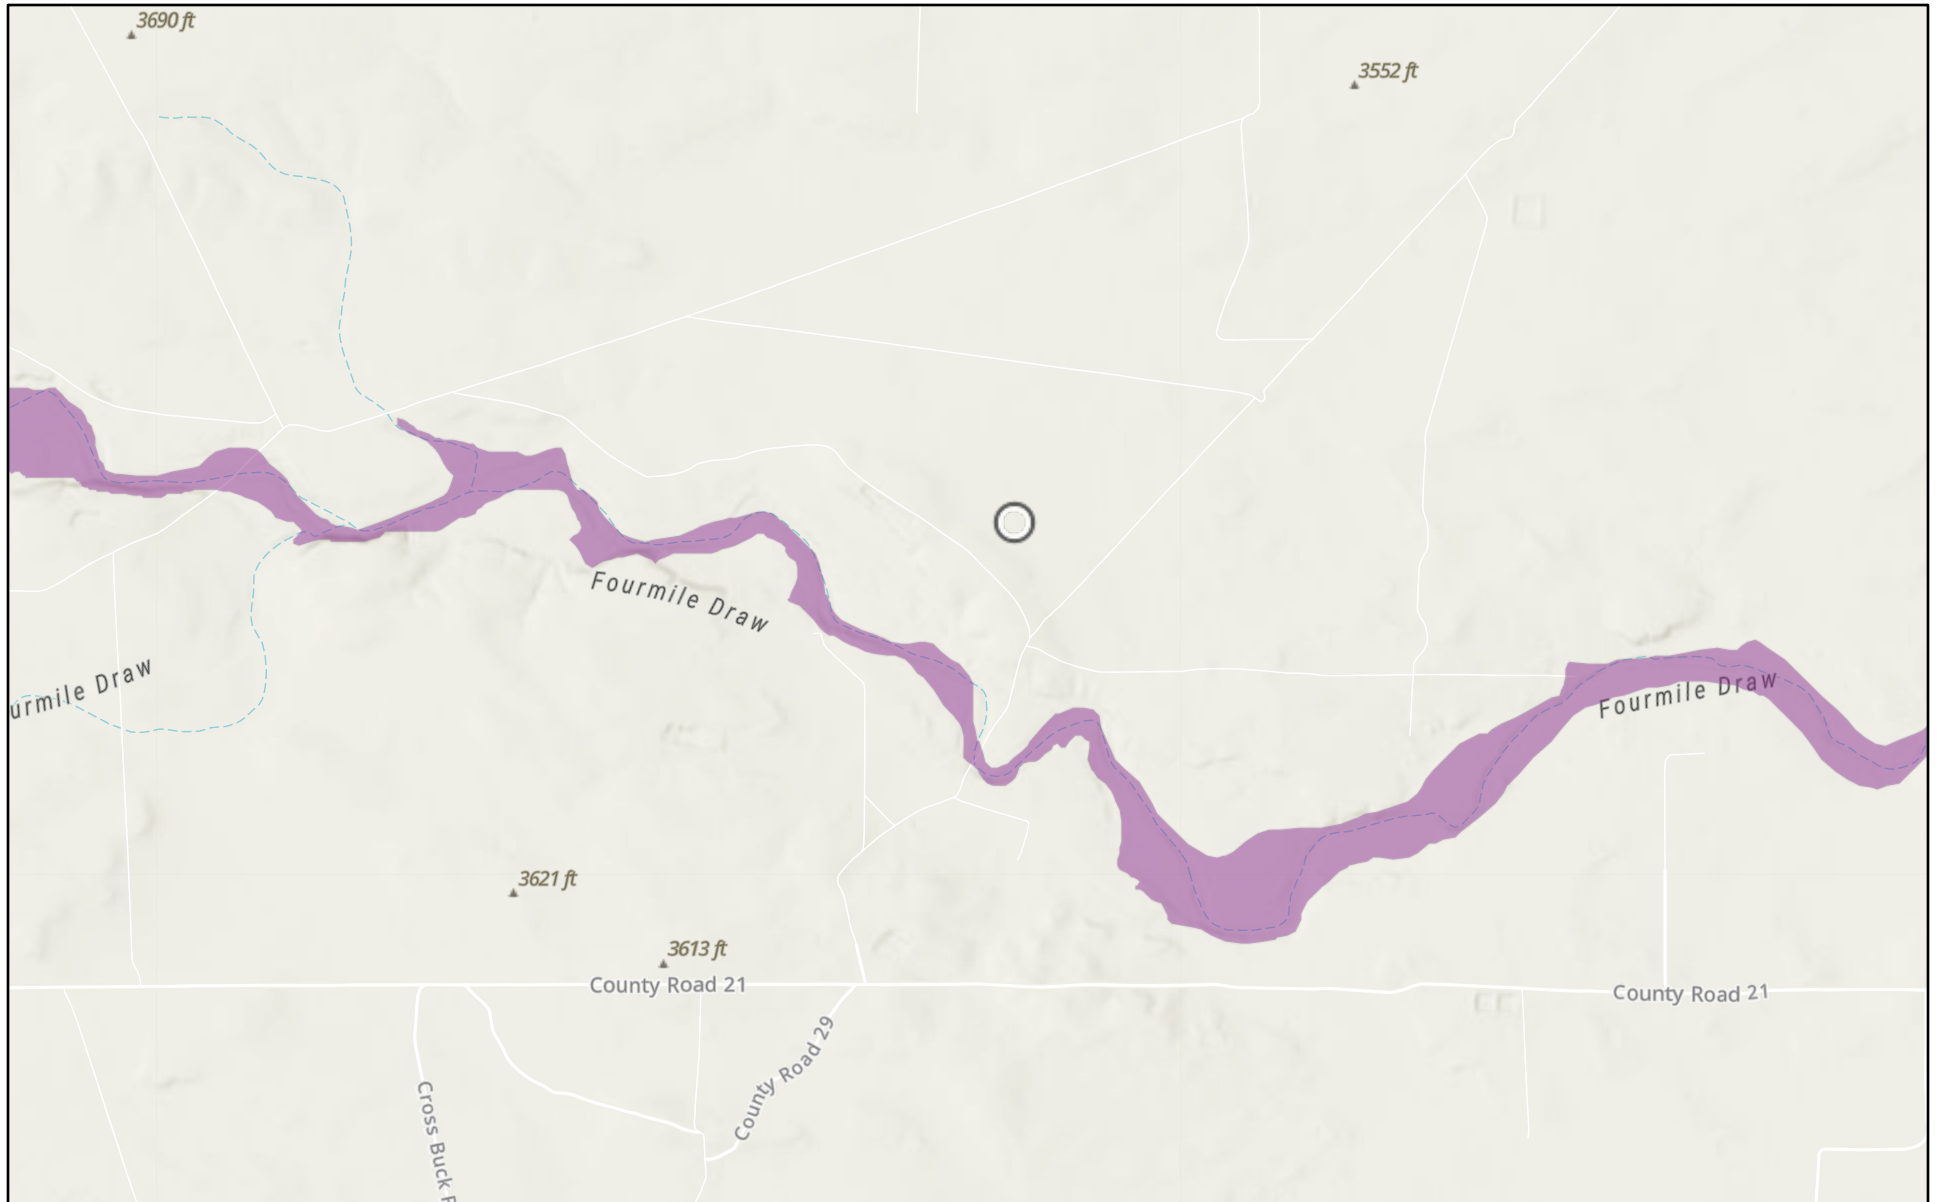 3690 ft
3552 ft
Fourmile Draw
urmile Draw
Fourmile Draw
3621 ft
3613 ft
County Road 21
County Road 21
County Road 29
Cross Buck